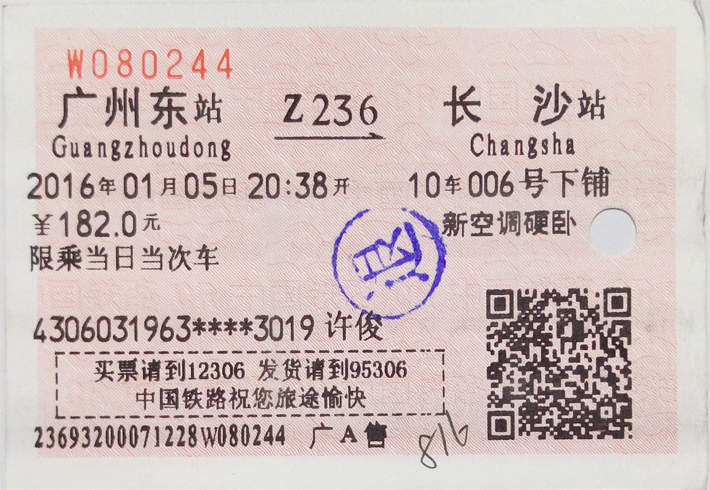 W080244
广州东站 Z236 长沙站
Guangzhoudong Changsha
2016年01月05日20:38开 10车006号下铺
￥182.0元 新空调硬卧
限乘当日当次车
4306031963****3019 许俊
买票请到12306 发货请到95306
中国铁路祝您旅途愉快
23693200071228W080244 广A售
816